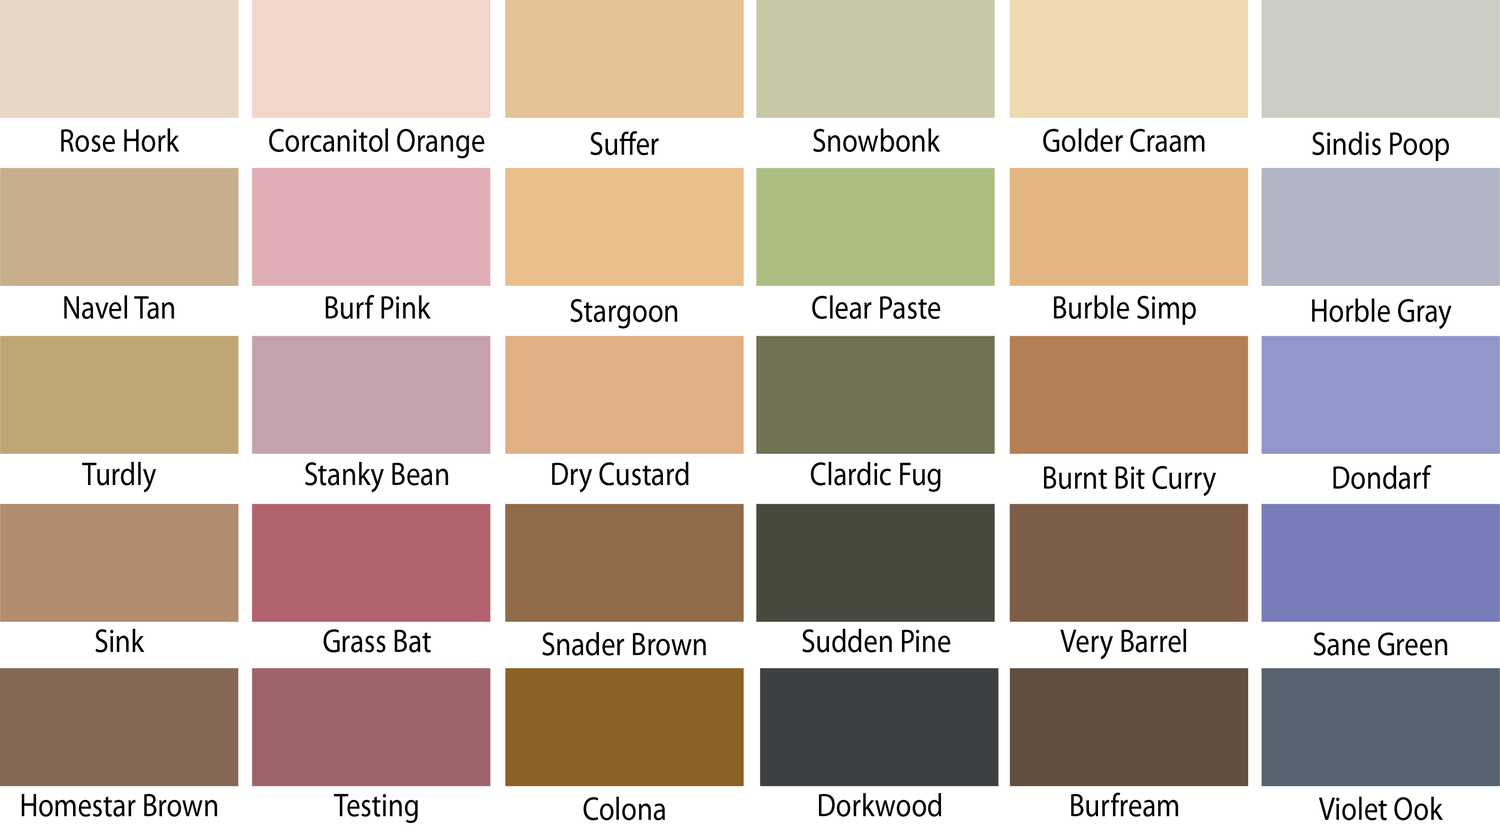 Rose Hork
Corcanitol Orange
Suffer
Snowbonk
Golder Craam
Sindis Poop
Navel Tan
Burf Pink
Stargoon
Clear Paste
Burble Simp
Horble Gray
Turdly
Stanky Bean
Dry Custard
Clardic Fug
Burnt Bit Curry
Dondarf
Sink
Grass Bat
Snader Brown
Sudden Pine
Very Barrel
Sane Green
Homestar Brown
Testing
Colona
Dorkwood
Burfream
Violet Ook